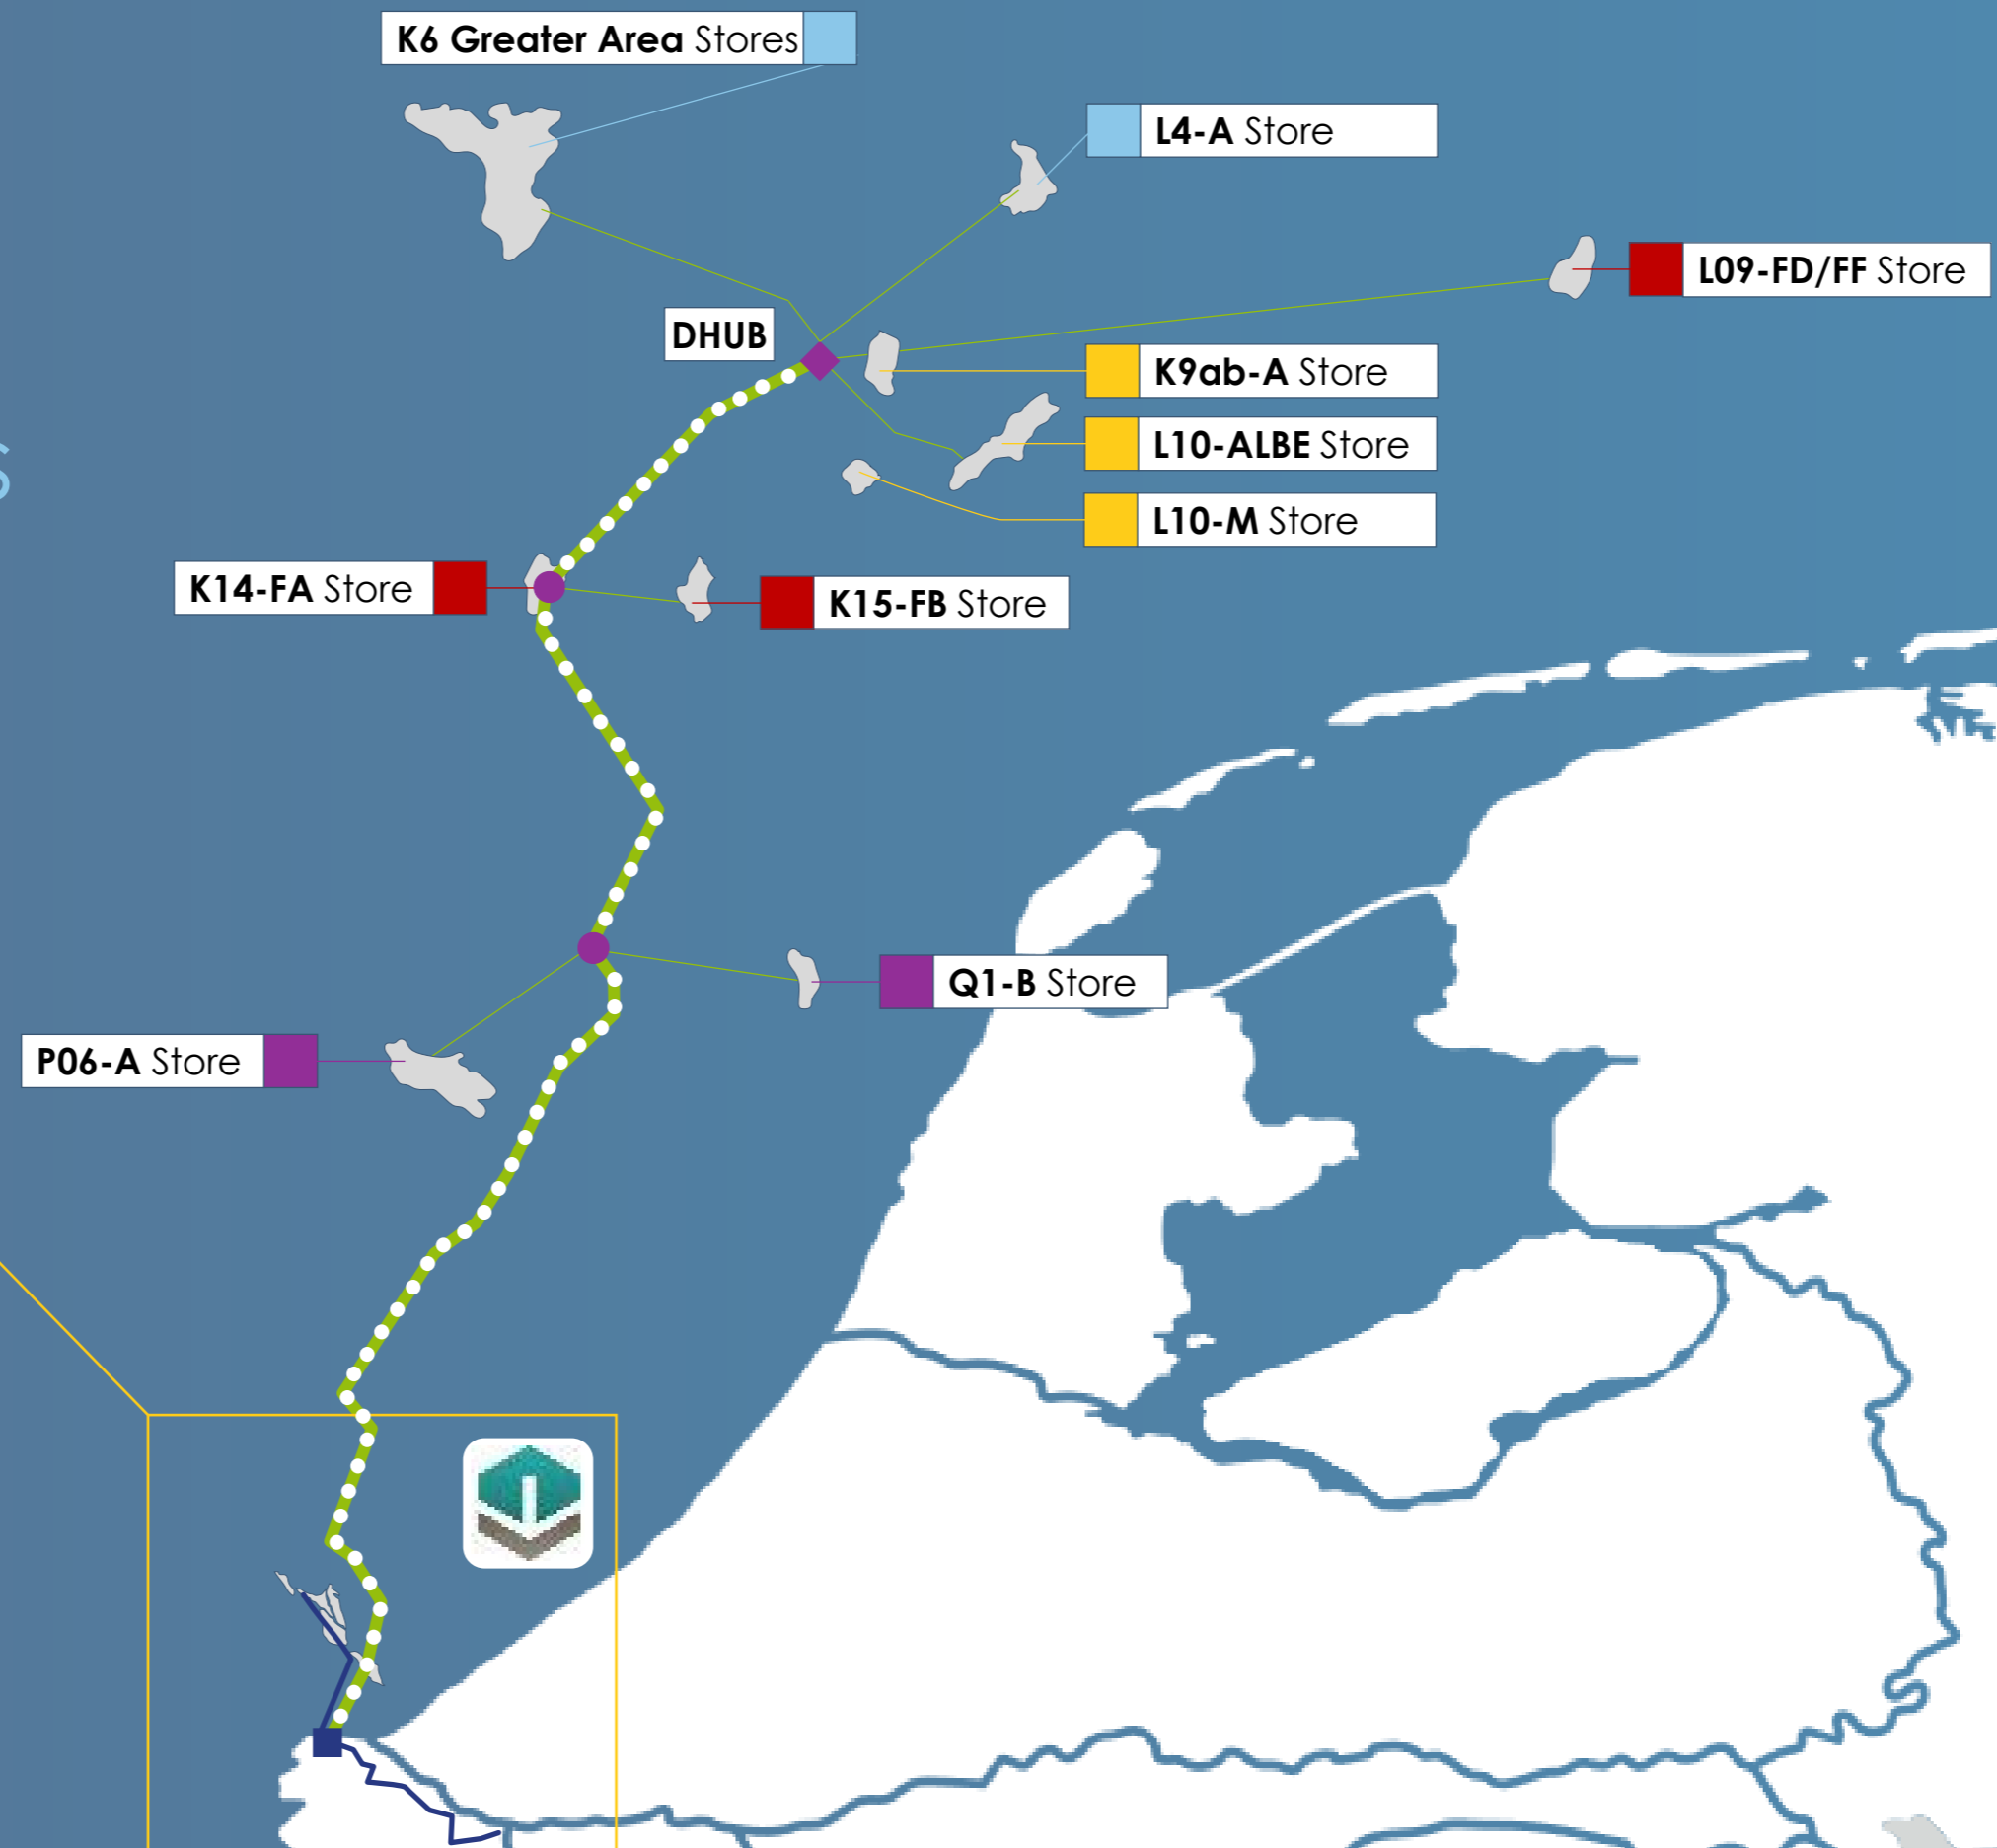 K6 Greater Area Stores
L4-A Store
L09-FD/FF Store
DHUB
K9ab-A Store
L10-ALBE Store
L10-M Store
K14-FA Store
K15-FB Store
Q1-B Store
P06-A Store